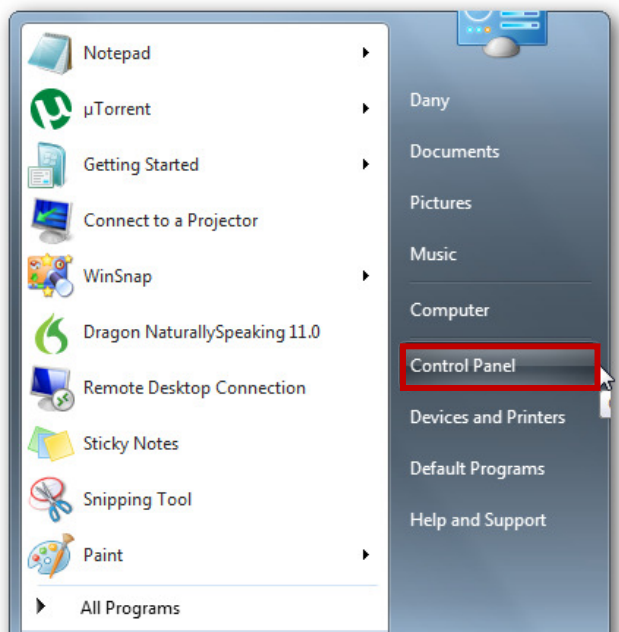 Notepad
µTorrent
Getting Started
Connect to a Projector
WinSnap
Dragon NaturallySpeaking 11.0
Remote Desktop Connection
Sticky Notes
Snipping Tool
Paint
All Programs
Dany
Documents
Pictures
Music
Computer
Control Panel
Devices and Printers
Default Programs
Help and Support